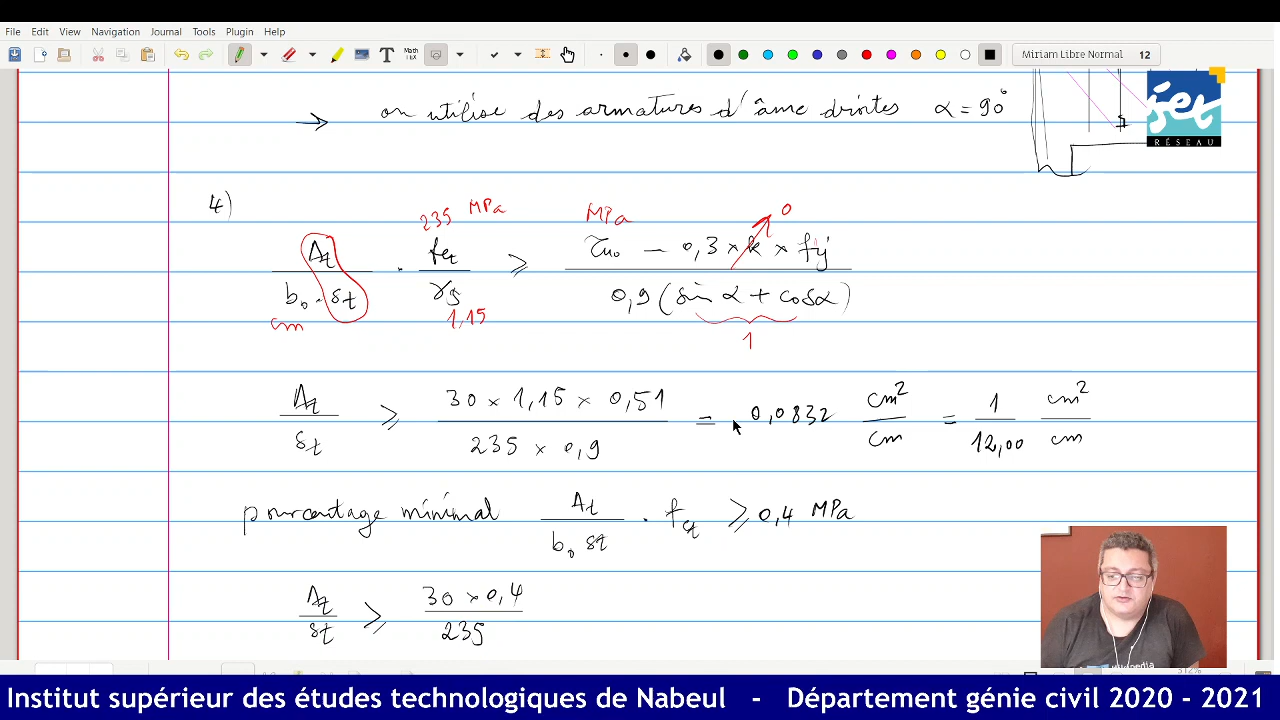 File Edit View Navigation Journal Tools Plugin Help
Miriam Libre Normal 12
→ on utilise des armatures d'âme droites α = 90°
iset
RÉSEAU
4)
235 MPa MPa 0
At / (b₀ . st) . fet / γs ⩾ (τu₀ − 0,3 × k × ftj) / (0,9 (sin α + cosα))
cm 1,15 1
At / st ⩾ (30 × 1,15 × 0,51) / (235 × 0,9) = 0,0832 cm² / cm = 1 / 12,00 cm² / cm
pourcentage minimal At / (b₀ st) . fet ⩾ 0,4 MPa
At / st ⩾ (30 × 0,4) / 235
Institut supérieur des études technologiques de Nabeul - Département génie civil 2020 - 2021